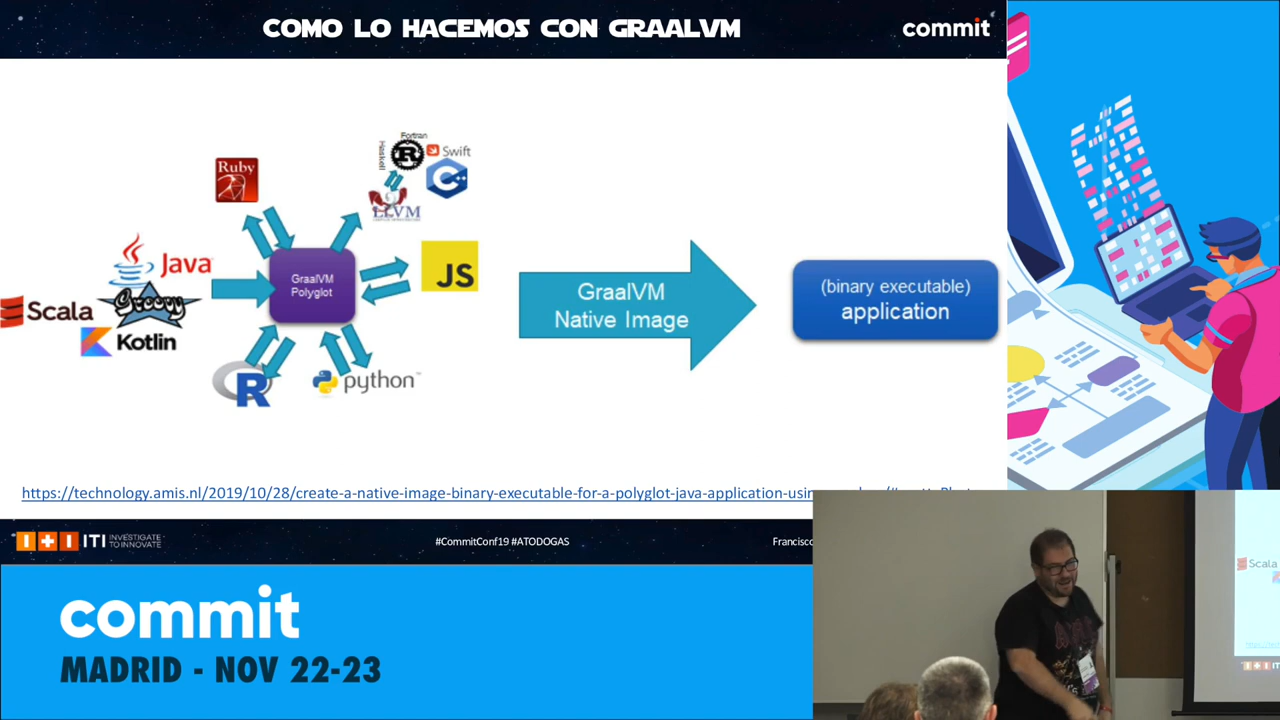 COMO LO HACEMOS CON GRAALVM
commit
Fortran
Haskell
R
Swift
C
LLVM
Ruby
Java
GraalVM
Polyglot
JS
Scala
Groovy
Kotlin
R
python
GraalVM
Native Image
(binary executable)
application
https://technology.amis.nl/2019/10/28/create-a-native-image-binary-executable-for-a-polyglot-java-application-usin
I+I ITI INVESTIGATE
TO INNOVATE
#CommitConf19 #ATODOGAS
Francisco
commit
MADRID - NOV 22-23
Scala